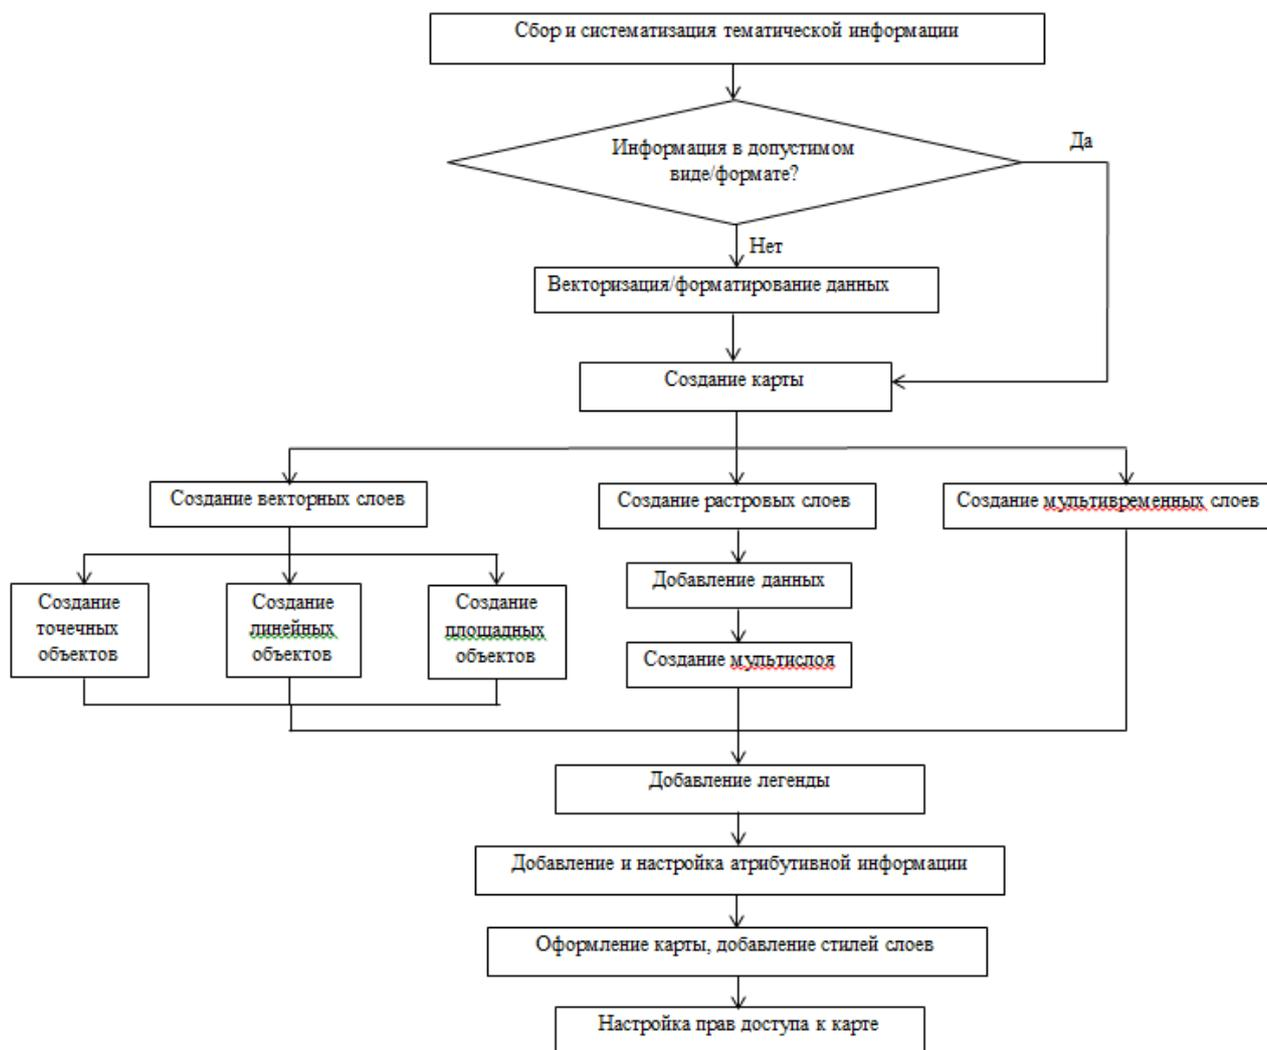 Сбор и систематизация тематической информации
Информация в допустимом
виде/формате?
Да
Нет
Векторизация/форматирование данных
Создание карты
Создание векторных слоев
Создание растровых слоев
Создание мультивременных слоев
Создание
точечных
объектов
Создание
линейных
объектов
Создание
площадных
объектов
Добавление данных
Создание мультислоя
Добавление легенды
Добавление и настройка атрибутивной информации
Оформление карты, добавление стилей слоев
Настройка прав доступа к карте